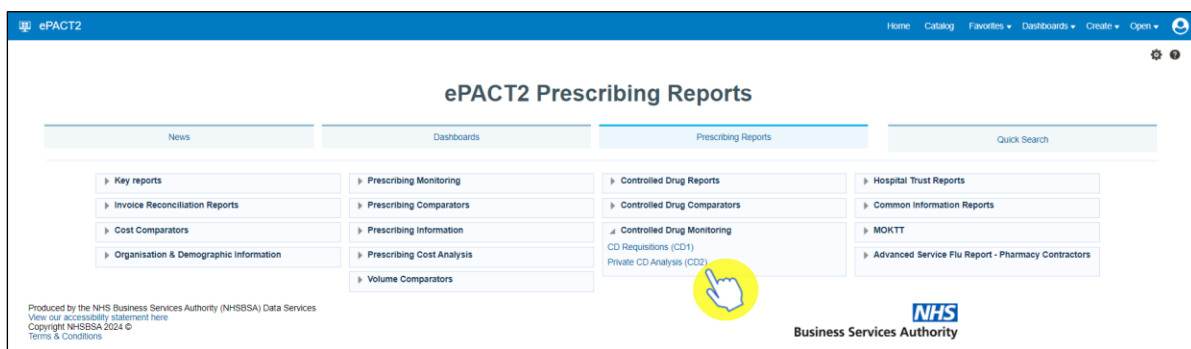 ePACT2
Home Catalog Favorites Dashboards Create Open
ePACT2 Prescribing Reports
News
Dashboards
Prescribing Reports
Quick Search
Key reports
Invoice Reconciliation Reports
Cost Comparators
Organisation & Demographic Information
Prescribing Monitoring
Prescribing Comparators
Prescribing Information
Prescribing Cost Analysis
Volume Comparators
Controlled Drug Reports
Controlled Drug Comparators
Controlled Drug Monitoring
CD Requisitions (CD1)
Private CD Analysis (CD2)
Hospital Trust Reports
Common Information Reports
MOKTT
Advanced Service Flu Report - Pharmacy Contractors
Produced by the NHS Business Services Authority (NHSBSA) Data Services
View our accessibility statement here
Copyright NHSBSA 2024 ©
Terms & Conditions
NHS
Business Services Authority